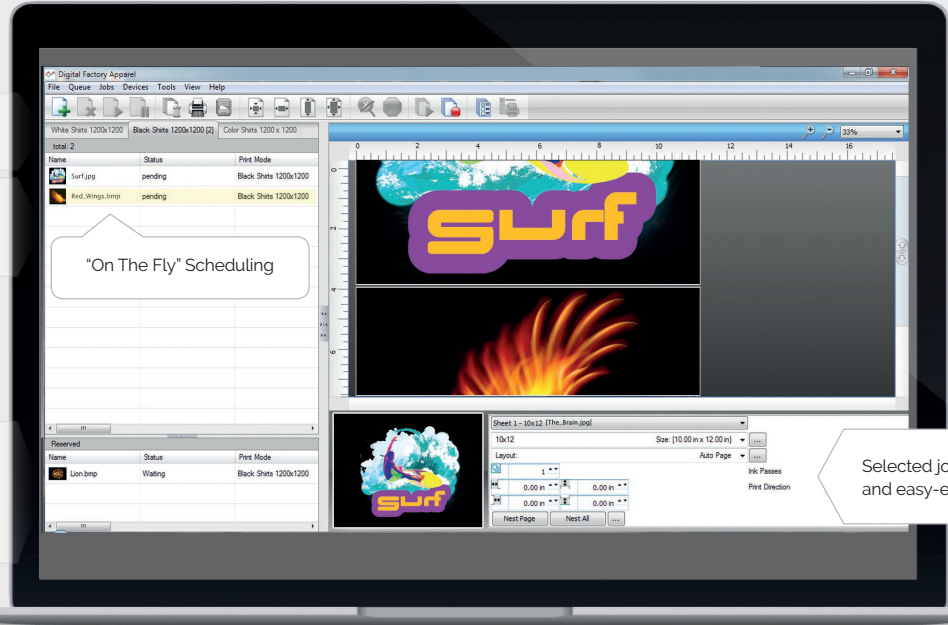 Digital Factory Apparel
File Queue Jobs Devices Tools View Help
White Shirts 1200x1200 Black Shirts 1200x1200 [2] Color Shirts 1200 x 1200
total: 2
Name Status Print Mode
Surf.jpg pending Black Shirts 1200x1200
Red_Wings.bmp pending Black Shirts 1200x1200
"On The Fly" Scheduling
Reserved
Name Status Print Mode
Lion.bmp Waiting Black Shirts 1200x1200
33%
0 2 4 6 8 10 12 14 16
0
2
4
6
surf
surf
Sheet 1 - 10x12 [The_Brain.jpg]
10x12 Size: [10.00 in x 12.00 in] ...
Layout: Auto Page ...
1 Ink Passes
0.00 in 0.00 in Print Direction
0.00 in 0.00 in
Nest Page Nest All ...
Selected jo
and easy-e